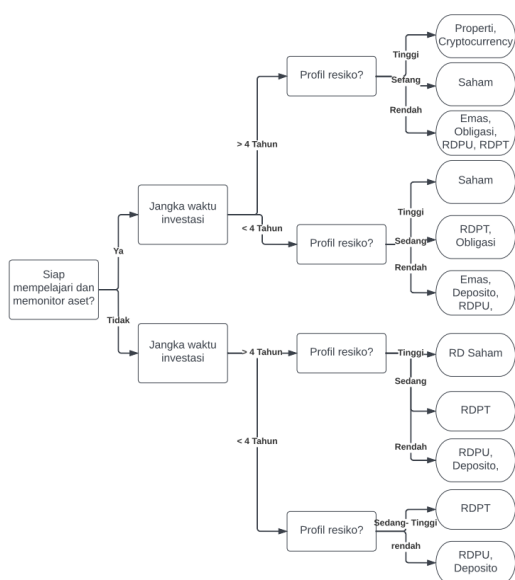 Siap
mempelajari dan
memonitor aset?
Ya
Tidak
Jangka waktu
investasi
> 4 Tahun
< 4 Tahun
Profil resiko?
Tinggi
Sefang
Rendah
Properti,
Cryptocurrency
Saham
Emas,
Obligasi,
RDPU, RDPT
Profil resiko?
Tinggi
Sedang
Rendah
Saham
RDPT,
Obligasi
Emas,
Deposito,
RDPU,
Jangka waktu
investasi
> 4 Tahun
< 4 Tahun
Profil resiko?
Tinggi
Sedang
Rendah
RD Saham
RDPT
RDPU,
Deposito,
Profil resiko?
Sedang- Tinggi
rendah
RDPT
RDPU,
Deposito